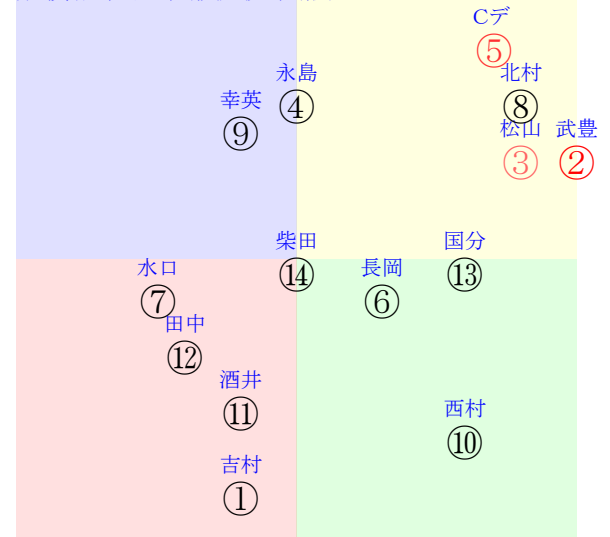 Cデ
⑤
永島
④
北村
⑧
幸英
⑨
松山
③
武豊
②
柴田
⑭
国分
⑬
水口
⑦
長岡
⑥
田中
⑫
酒井
⑪
西村
⑩
吉村
①